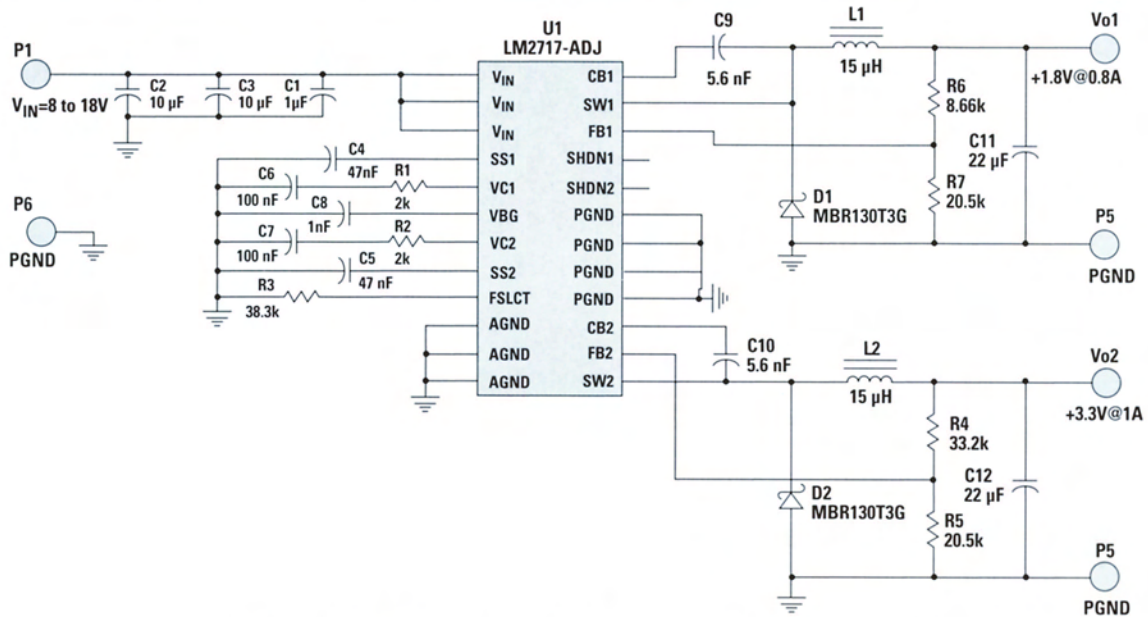 U1
LM2717-ADJ
P1
V_IN=8 to 18V
C2
10 µF
C3
10 µF
C1
1µF
P6
PGND
C4
47nF
C6
100 nF
R1
2k
C8
1nF
C7
100 nF
R2
2k
C5
47 nF
R3
38.3k
V_IN
V_IN
V_IN
SS1
VC1
VBG
VC2
SS2
FSLCT
AGND
AGND
AGND
CB1
SW1
FB1
SHDN1
SHDN2
PGND
PGND
PGND
PGND
CB2
FB2
SW2
C9
5.6 nF
L1
15 µH
Vo1
+1.8V@0.8A
R6
8.66k
C11
22 µF
R7
20.5k
D1
MBR130T3G
P5
PGND
C10
5.6 nF
L2
15 µH
Vo2
+3.3V@1A
R4
33.2k
C12
22 µF
D2
MBR130T3G
R5
20.5k
P5
PGND